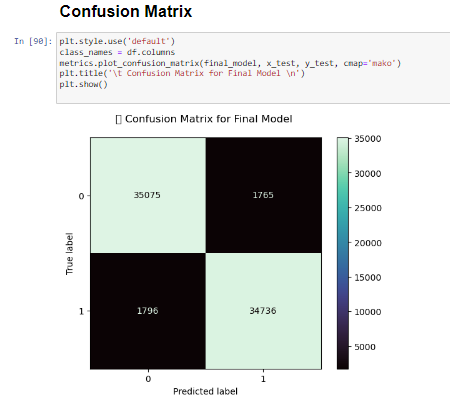 Confusion Matrix
In [90]:
plt.style.use('default')
class_names = df.columns
metrics.plot_confusion_matrix(final_model, x_test, y_test, cmap='mako')
plt.title('\t Confusion Matrix for Final Model \n')
plt.show()
Confusion Matrix for Final Model
35000
30000
25000
20000
15000
10000
5000
True label
0
35075
1765
1
1796
34736
0
1
Predicted label